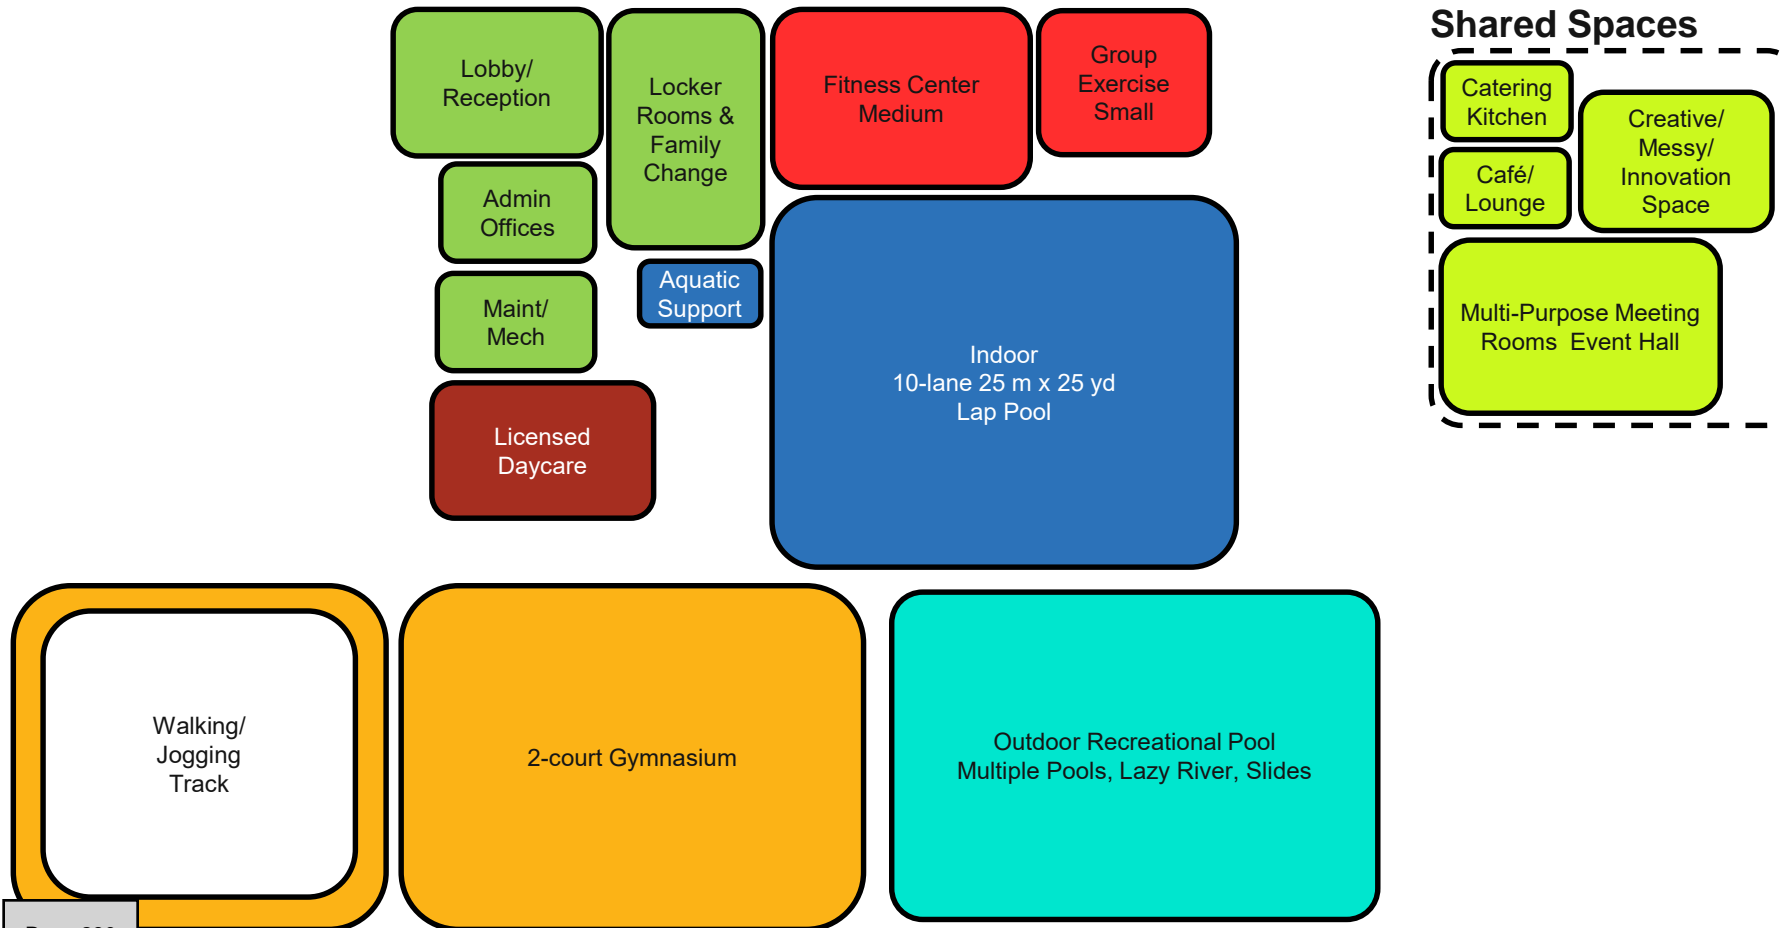 Shared Spaces
Lobby/
Reception
Locker
Rooms &
Family
Change
Fitness Center
Medium
Group
Exercise
Small
Catering
Kitchen
Creative/
Messy/
Innovation
Space
Café/
Lounge
Admin
Offices
Aquatic
Support
Maint/
Mech
Multi-Purpose Meeting
Rooms  Event Hall
Indoor
10-lane 25 m x 25 yd
Lap Pool
Licensed
Daycare
Walking/
Jogging
Track
2-court Gymnasium
Outdoor Recreational Pool
Multiple Pools, Lazy River, Slides